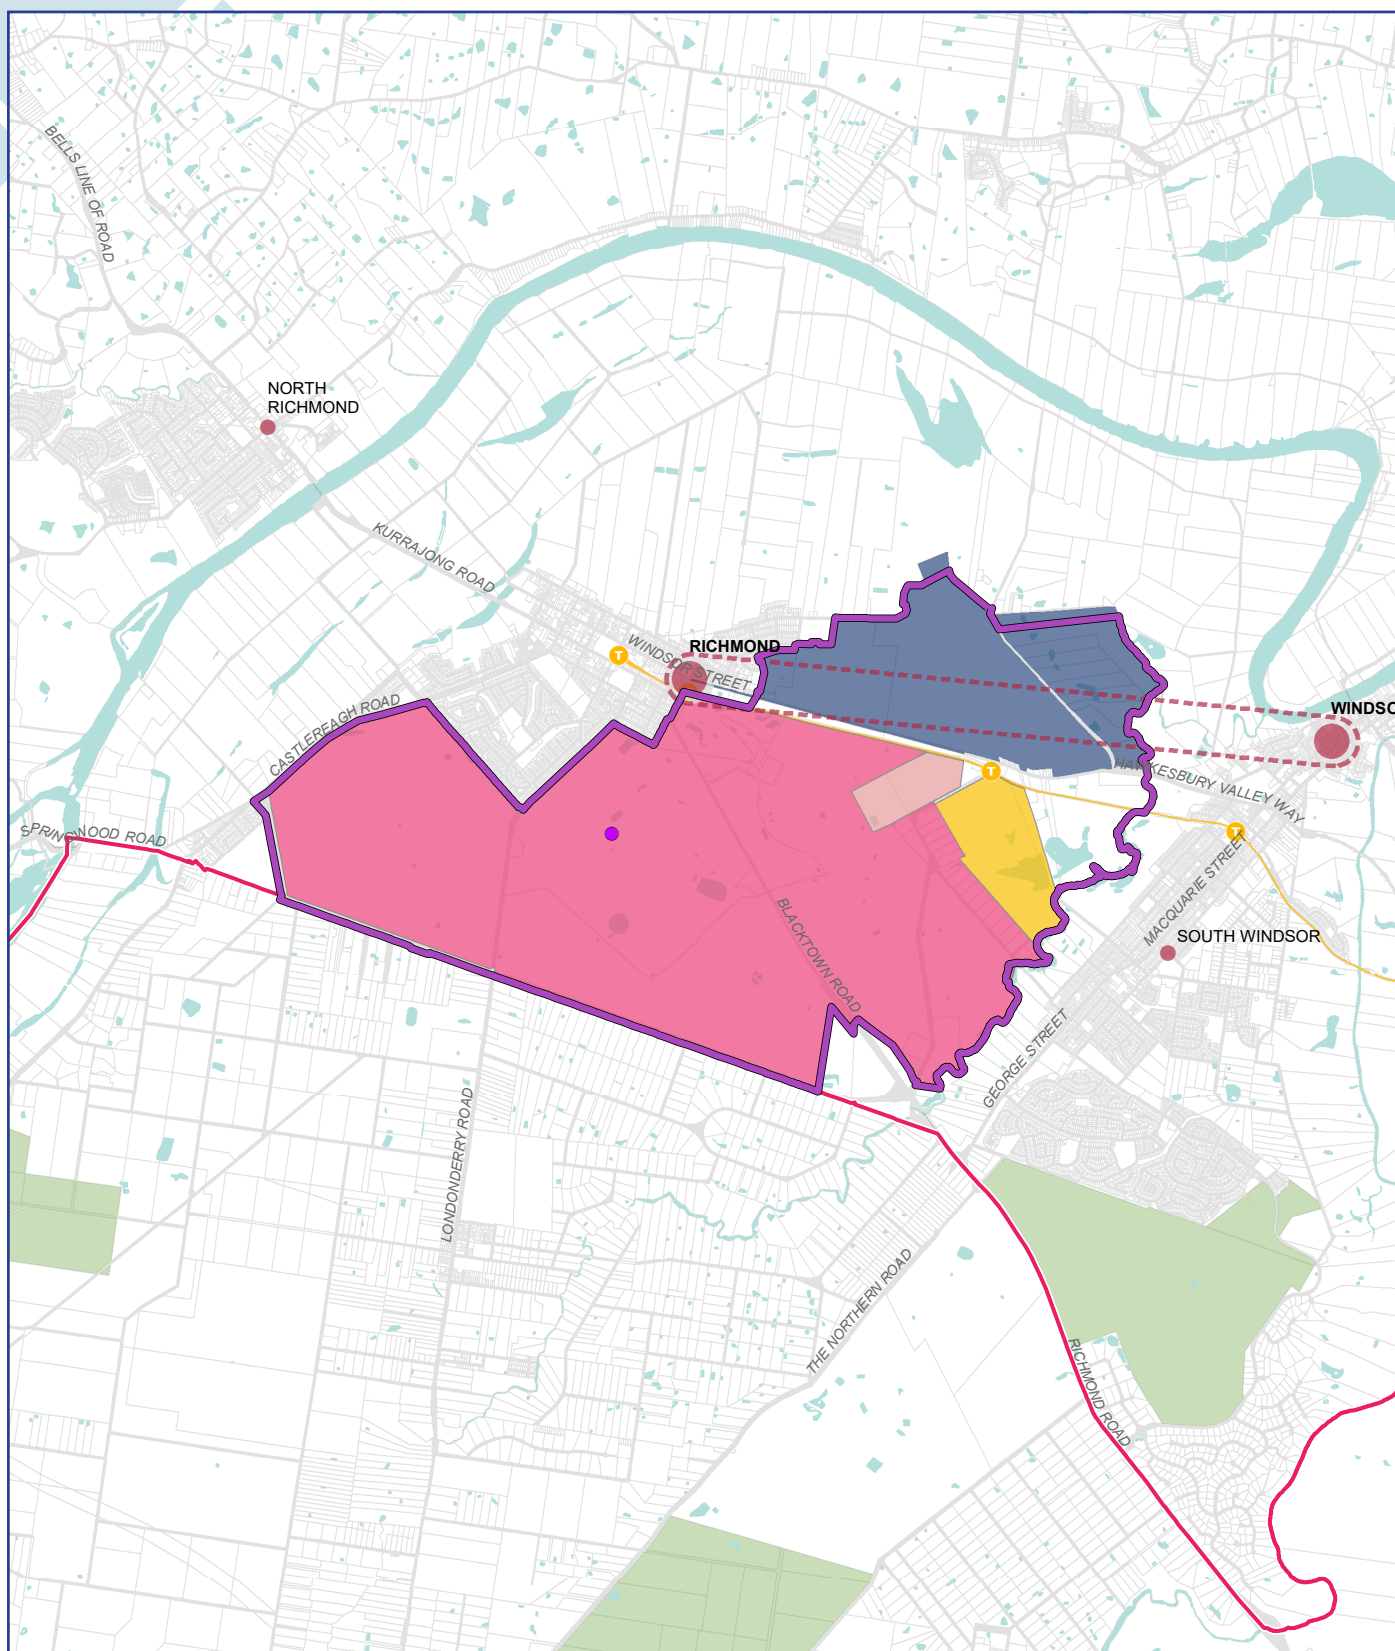 BELLS LINE OF ROAD
NORTH
RICHMOND
KURRAJONG ROAD
WINDSOR STREET
RICHMOND
T
CASTLEREAGH ROAD
WINDSO
T
HAWKESBURY VALLEY WAY
SPRINGWOOD ROAD
T
MACQUARIE STREET
BLACKTOWN ROAD
SOUTH WINDSOR
GEORGE STREET
LONDONDERRY ROAD
THE NORTHERN ROAD
RICHMOND ROAD